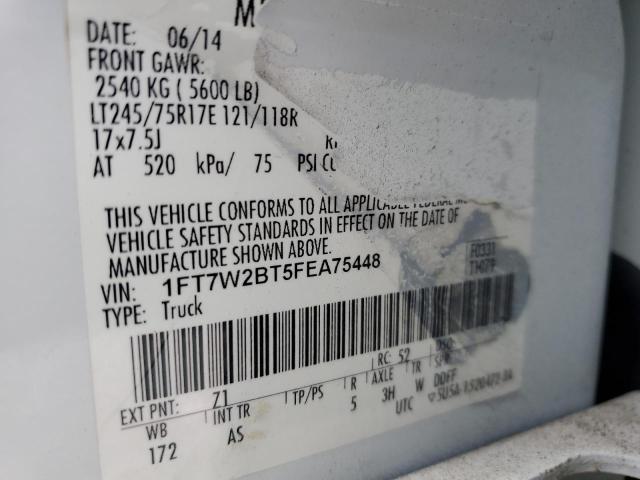 DATE: 06/14
FRONT GAWR:
2540 KG ( 5600 LB)
LT245/75R17E 121/118R
17x7.5J
AT 520 kPa/ 75 PSI
THIS VEHICLE CONFORMS TO ALL APPLICABLE FEDERAL
VEHICLE SAFETY STANDARDS IN EFFECT ON THE DATE OF
MANUFACTURE SHOWN ABOVE.
VIN: 1FT7W2BT5FEA75448
TYPE: Truck
F0331
RC: 52
EXT PNT: Z1
INT TR TP/PS R AXLE TR
WB 172
AS 5 3H W DDFF
UTC